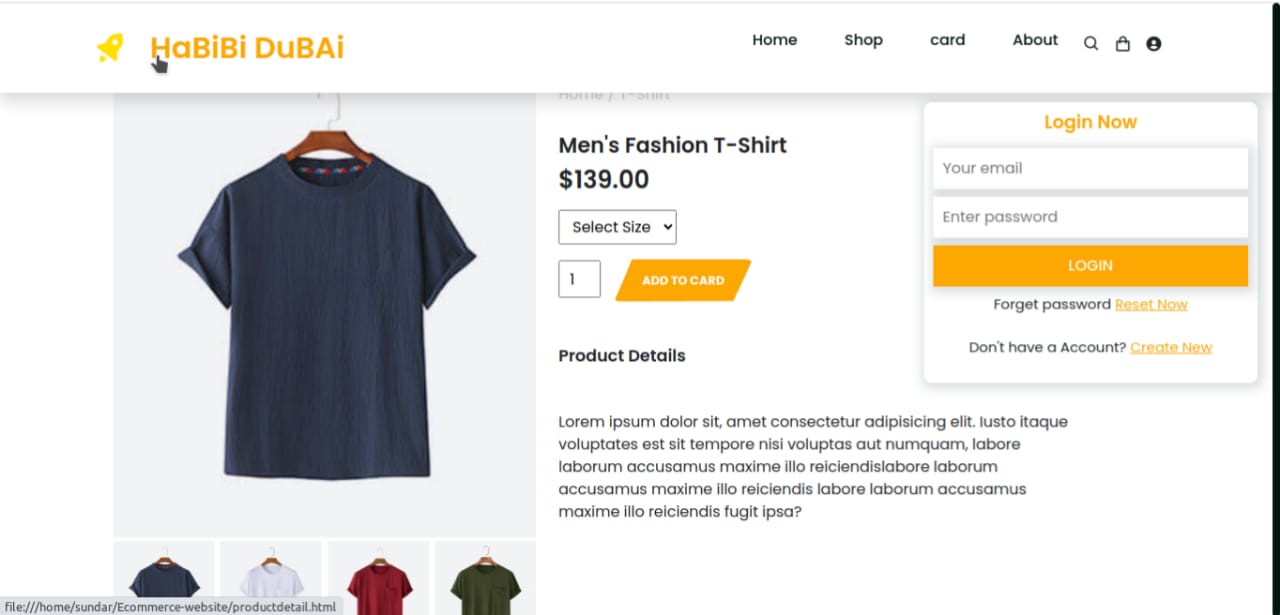 HaBiBi DuBAi
Home Shop card About
Home / T-Shirt
Men's Fashion T-Shirt
$139.00
Select Size
1
ADD TO CARD
Product Details
Lorem ipsum dolor sit, amet consectetur adipisicing elit. Iusto itaque
voluptates est sit tempore nisi voluptas aut numquam, labore
laborum accusamus maxime illo reiciendislabore laborum
accusamus maxime illo reiciendis labore laborum accusamus
maxime illo reiciendis fugit ipsa?
Login Now
Your email
Enter password
LOGIN
Forget password Reset Now
Don't have a Account? Create New
file:///home/sundar/Ecommerce-website/productdetail.html